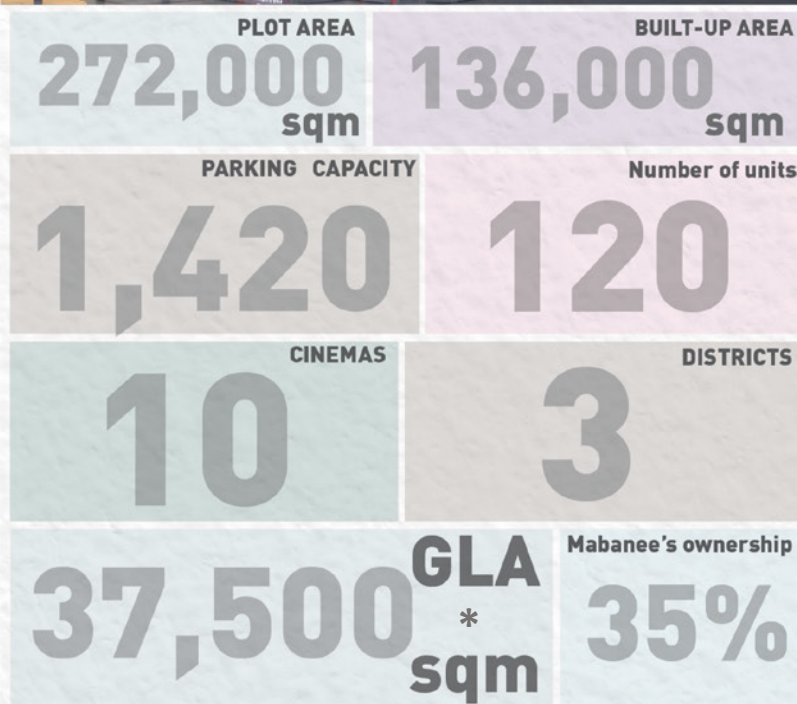 PLOT AREA
272,000
sqm
BUILT-UP AREA
136,000
sqm
PARKING CAPACITY
1,420
Number of units
120
CINEMAS
10
DISTRICTS
3
37,500
GLA
*
sqm
Mabanee's ownership
35%